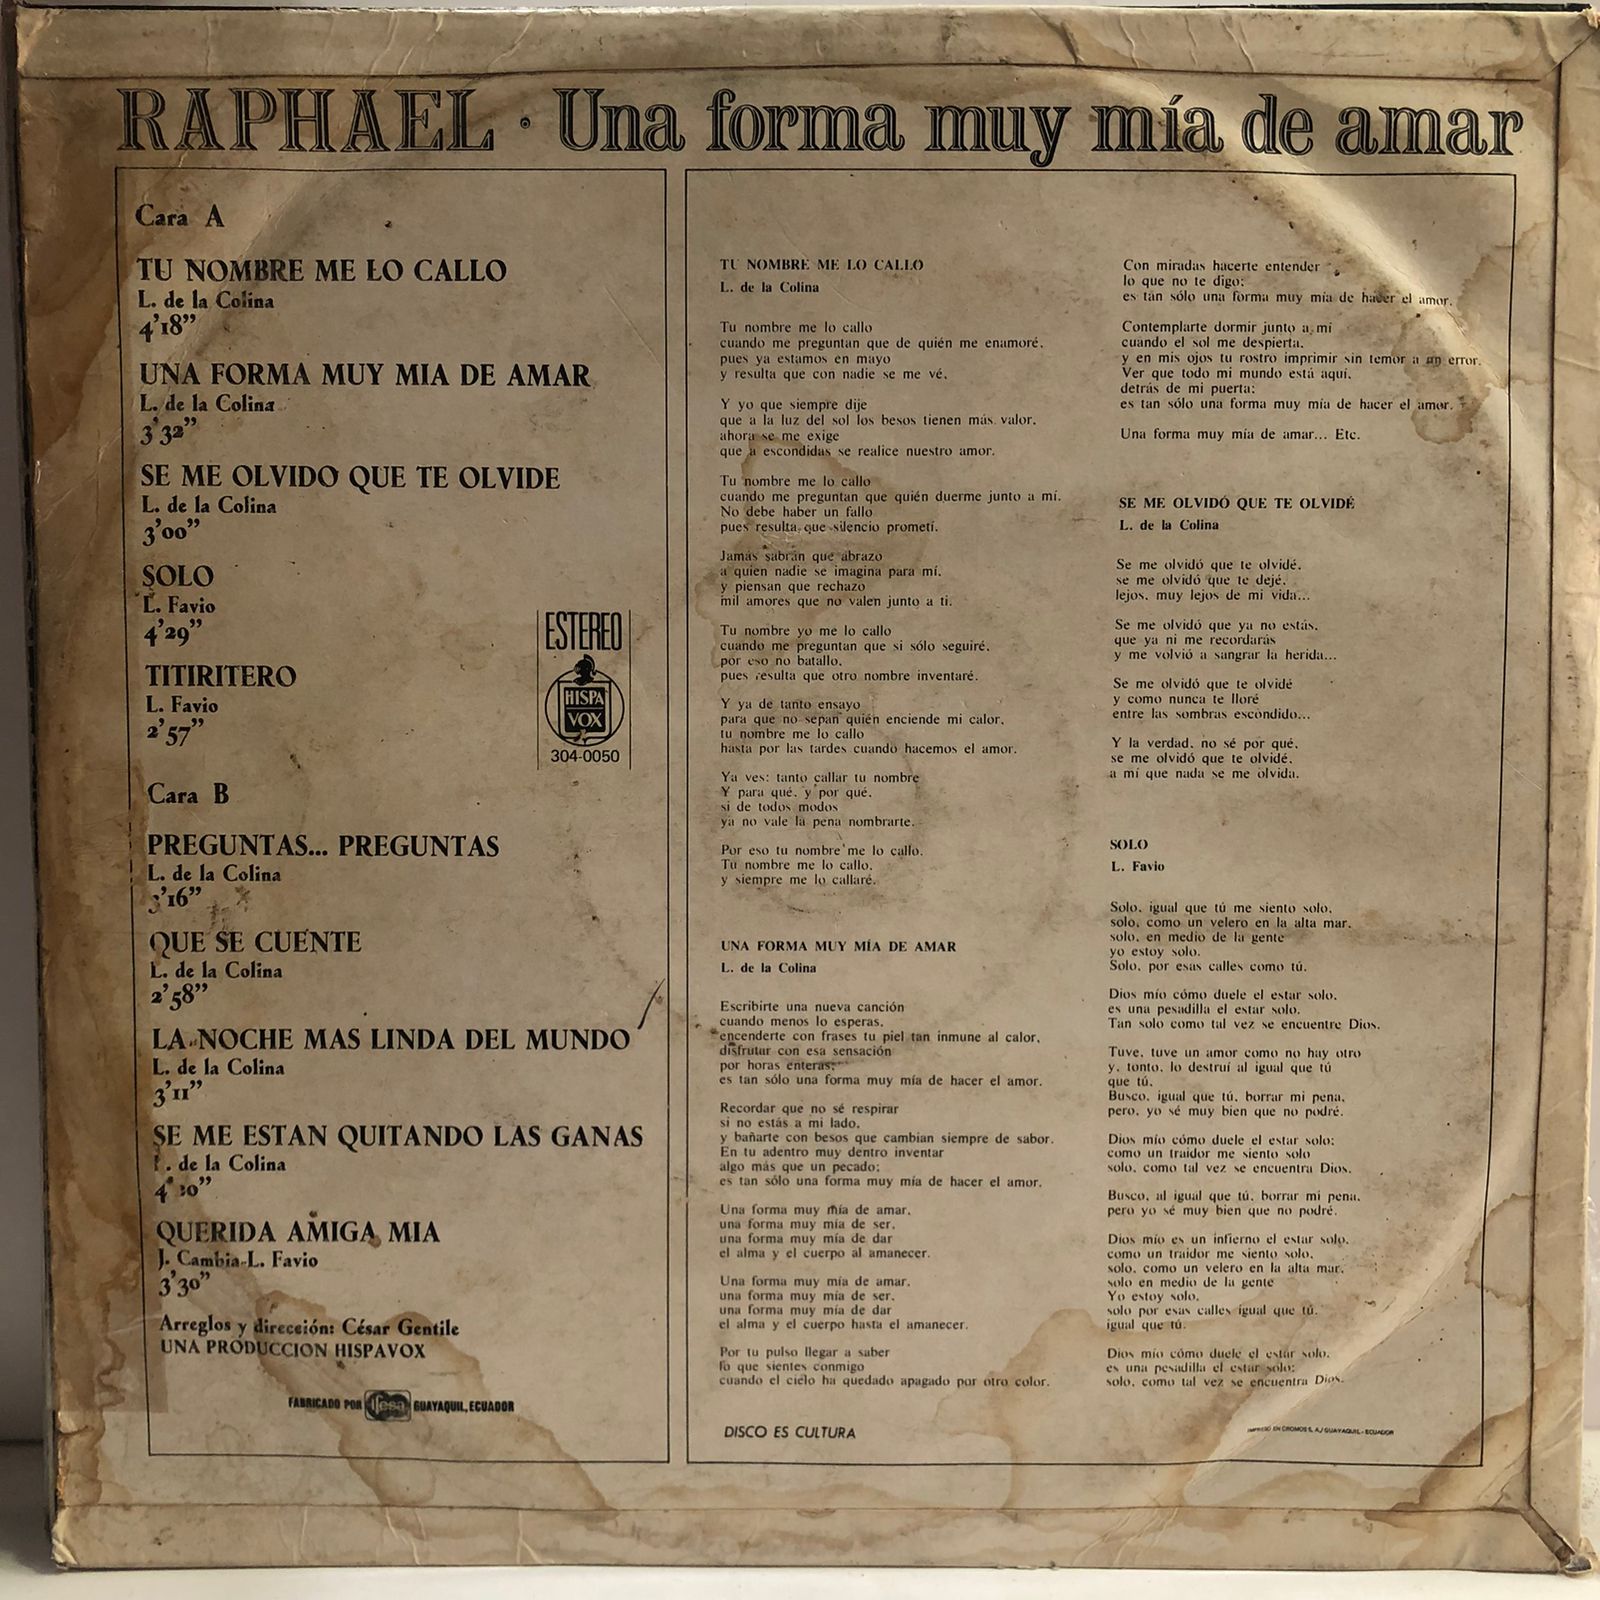 RAPHAEL · Una forma muy mía de amar
Cara A
TU NOMBRE ME LO CALLO
L. de la Colina
4'18”
UNA FORMA MUY MIA DE AMAR
L. de la Colina
3'32”
SE ME OLVIDO QUE TE OLVIDE
L. de la Colina
3'00”
SOLO
L. Favio
4'29”
TITIRITERO
L. Favio
2'57”
ESTEREO
HISPA
VOX
304-0050
Cara B
PREGUNTAS... PREGUNTAS
L. de la Colina
3'16”
QUE SE CUENTE
L. de la Colina
2'58”
LA NOCHE MAS LINDA DEL MUNDO
L. de la Colina
3'11”
SE ME ESTAN QUITANDO LAS GANAS
L. de la Colina
QUERIDA AMIGA MIA
J. Cambia-L. Favio
3'30”
Arreglos y dirección: César Gentile
UNA PRODUCCION HISPAVOX
FABRICADO POR fesa GUAYAQUIL, ECUADOR
TU NOMBRE ME LO CALLO
L. de la Colina
Tu nombre me lo callo
cuando me preguntan que de quién me enamoré,
pues ya estamos en mayo
y resulta que con nadie se me vé.
Y yo que siempre dije
que a la luz del sol los besos tienen más valor,
ahora se me exige
que a escondidas se realice nuestro amor.
Tu nombre me lo callo
cuando me preguntan que quién duerme junto a mí.
No debe haber un fallo
pues resulta que silencio prometí.
Jamás sabrán que abrazo
a quien nadie se imagina para mí,
y piensan que rechazo
mil amores que no valen junto a ti.
Tu nombre yo me lo callo
cuando me preguntan que si sólo seguiré,
por eso no batallo,
pues resulta que otro nombre inventaré.
Y ya de tanto ensayo
para que no sepan quién enciende mi calor,
tu nombre me lo callo
hasta por las tardes cuando hacemos el amor.
Ya ves: tanto callar tu nombre
Y para qué, y por qué,
si de todos modos
ya no vale la pena nombrarte.
Por eso tu nombre me lo callo.
Tu nombre me lo callo,
y siempre me lo callaré.
UNA FORMA MUY MÍA DE AMAR
L. de la Colina
Escribirte una nueva canción
cuando menos lo esperas,
encenderte con frases tu piel tan inmune al calor,
disfrutar con esa sensación
por horas enteras;
es tan sólo una forma muy mía de hacer el amor.
Recordar que no sé respirar
si no estás a mi lado,
y bañarte con besos que cambian siempre de sabor.
En tu adentro muy dentro inventar
algo más que un pecado;
es tan sólo una forma muy mía de hacer el amor.
Una forma muy mía de amar,
una forma muy mía de ser,
una forma muy mía de dar
el alma y el cuerpo al amanecer.
Una forma muy mía de amar,
una forma muy mía de ser,
una forma muy mía de dar
el alma y el cuerpo hasta el amanecer.
Por tu pulso llegar a saber
lo que sientes conmigo
cuando el cielo ha quedado apagado por otro color.
DISCO ES CULTURA
Con miradas hacerte entender
lo que no te digo;
es tan sólo una forma muy mía de hacer el amor.
Contemplarte dormir junto a mí
cuando el sol me despierta,
y en mis ojos tu rostro imprimir sin temor a un error.
Ver que todo mi mundo está aquí,
detrás de mi puerta;
es tan sólo una forma muy mía de hacer el amor.
Una forma muy mía de amar... Etc.
SE ME OLVIDÓ QUE TE OLVIDÉ
L. de la Colina
Se me olvidó que te olvidé,
se me olvidó que te dejé,
lejos, muy lejos de mi vida...
Se me olvidó que ya no estás,
que ya ni me recordarás
y me volvió a sangrar la herida...
Se me olvidó que te olvidé
y como nunca te lloré
entre las sombras escondido...
Y la verdad, no sé por qué,
se me olvidó que te olvidé,
a mí que nada se me olvida.
SOLO
L. Favio
Solo, igual que tú me siento solo,
solo, como un velero en la alta mar,
solo, en medio de la gente
yo estoy solo.
Solo, por esas calles como tú.
Dios mío cómo duele el estar solo,
es una pesadilla el estar solo.
Tan solo como tal vez se encuentre Dios.
Tuve, tuve un amor como no hay otro
y, tonto, lo destruí al igual que tú
que tú.
Busco, igual que tú, borrar mi pena,
pero, yo sé muy bien que no podré.
Dios mío cómo duele el estar solo;
como un traidor me siento solo
solo, como tal vez se encuentra Dios.
Busco, al igual que tú, borrar mi pena,
pero yo sé muy bien que no podré.
Dios mío es un infierno el estar solo,
como un traidor me siento solo,
solo, como un velero en la alta mar,
solo en medio de la gente
Yo estoy solo,
solo por esas calles igual que tú,
igual que tú.
Dios mío cómo duele el estar solo,
es una pesadilla el estar solo;
solo, como tal vez se encuentra Dios.
IMPRESO EN CROMOS S. A./GUAYAQUIL-ECUADOR